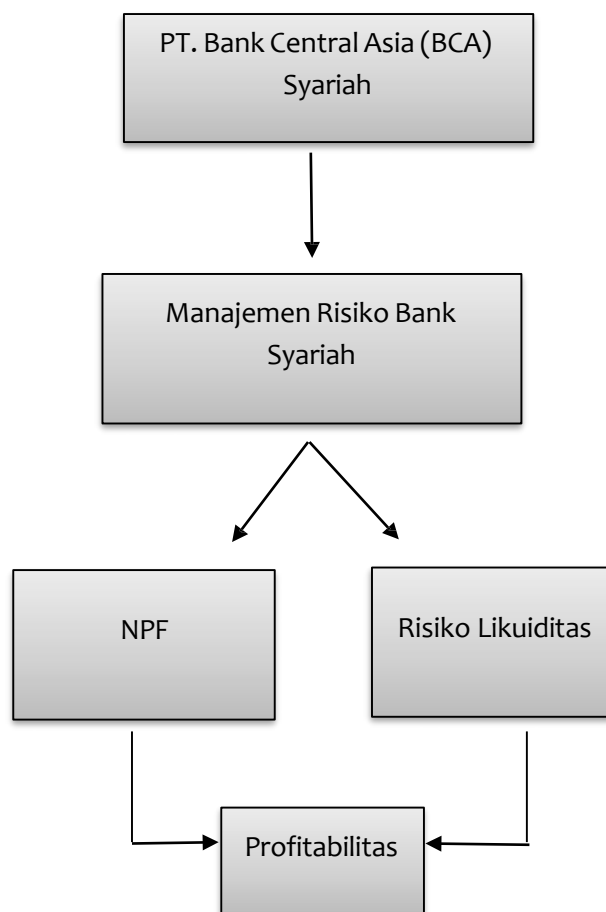 PT. Bank Central Asia (BCA)
Syariah
Manajemen Risiko Bank
Syariah
NPF
Risiko Likuiditas
Profitabilitas